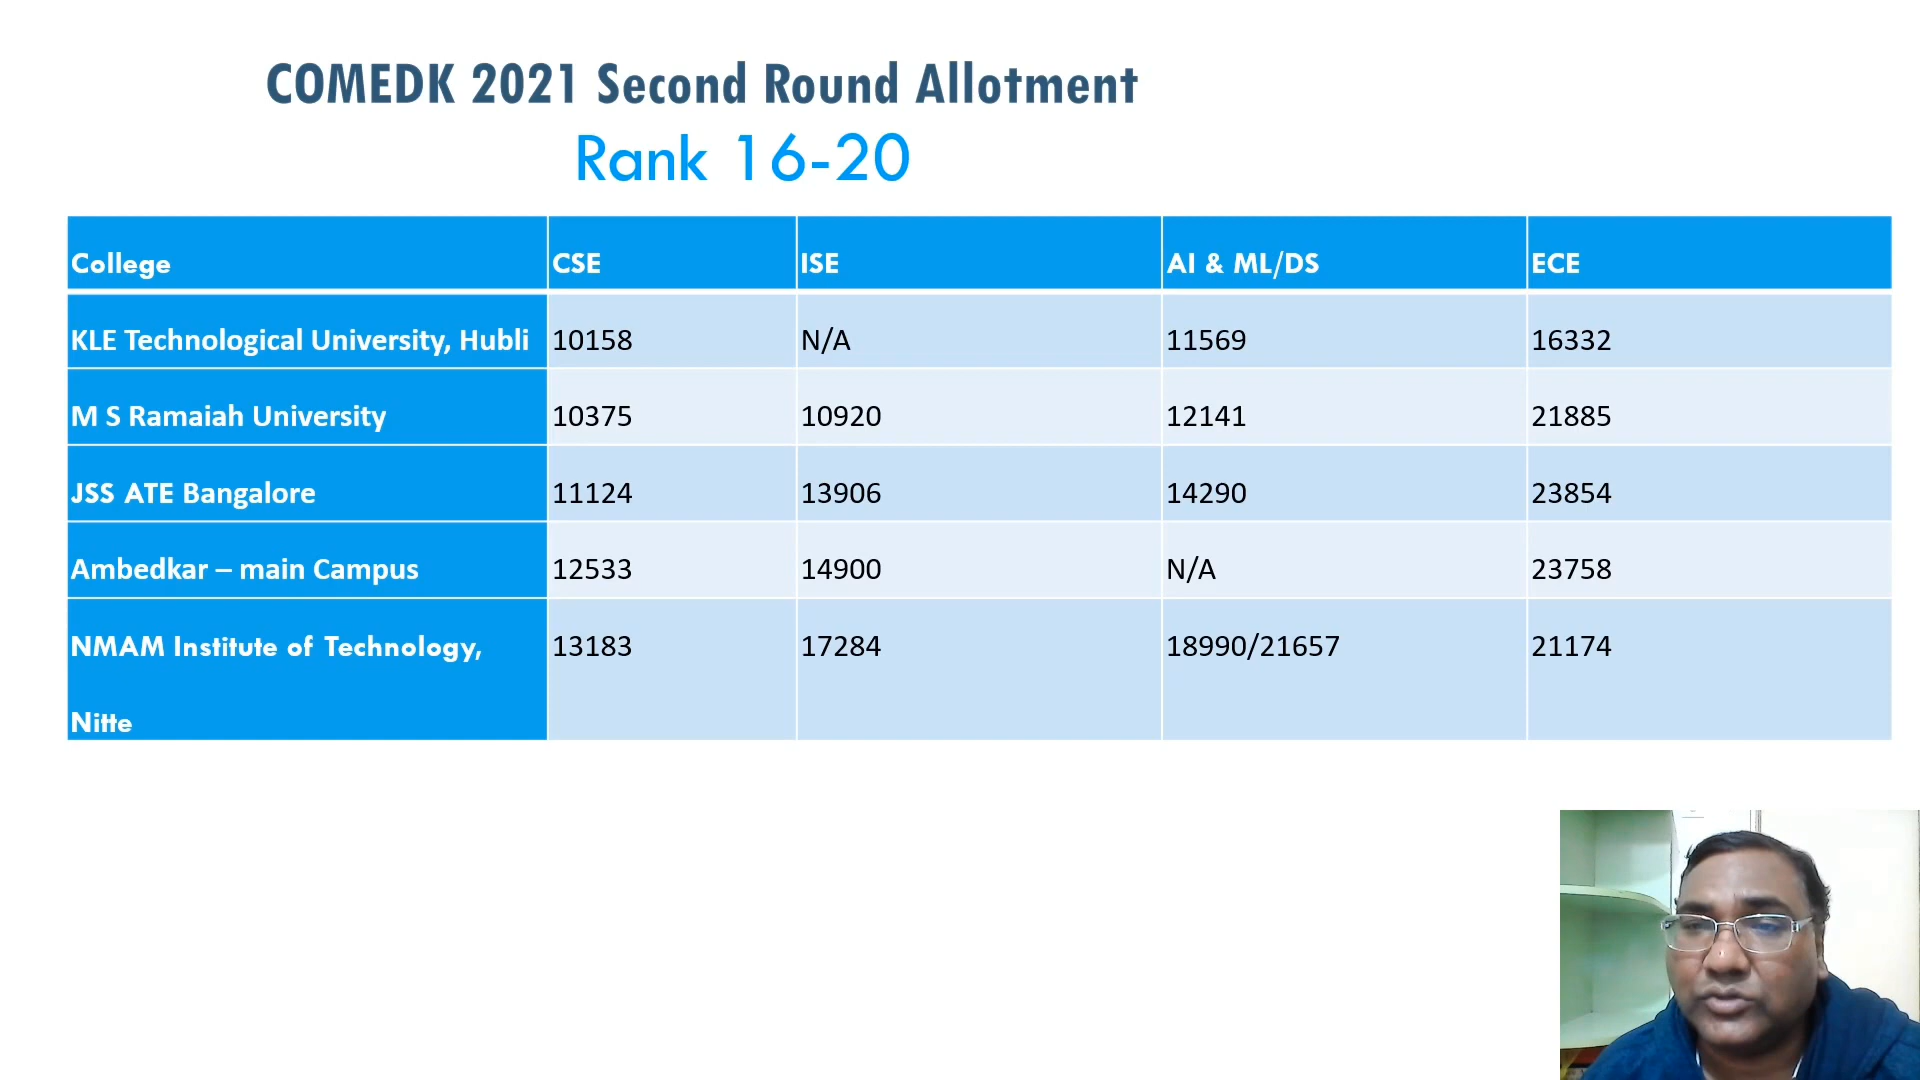 COMEDK 2021 Second Round Allotment
Rank 16-20
College CSE ISE AI & ML/DS ECE
KLE Technological University, Hubli 10158 N/A 11569 16332
M S Ramaiah University 10375 10920 12141 21885
JSS ATE Bangalore 11124 13906 14290 23854
Ambedkar – main Campus 12533 14900 N/A 23758
NMAM Institute of Technology, 13183 17284 18990/21657 21174
Nitte